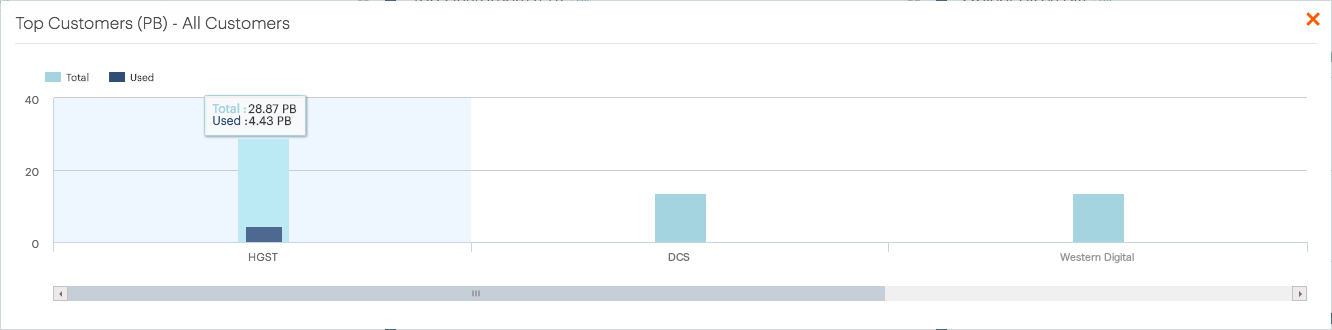 Top Customers (PB) - All Customers
Total
Used
Total : 28.87 PB
Used : 4.43 PB
40
20
0
HGST
DCS
Western Digital